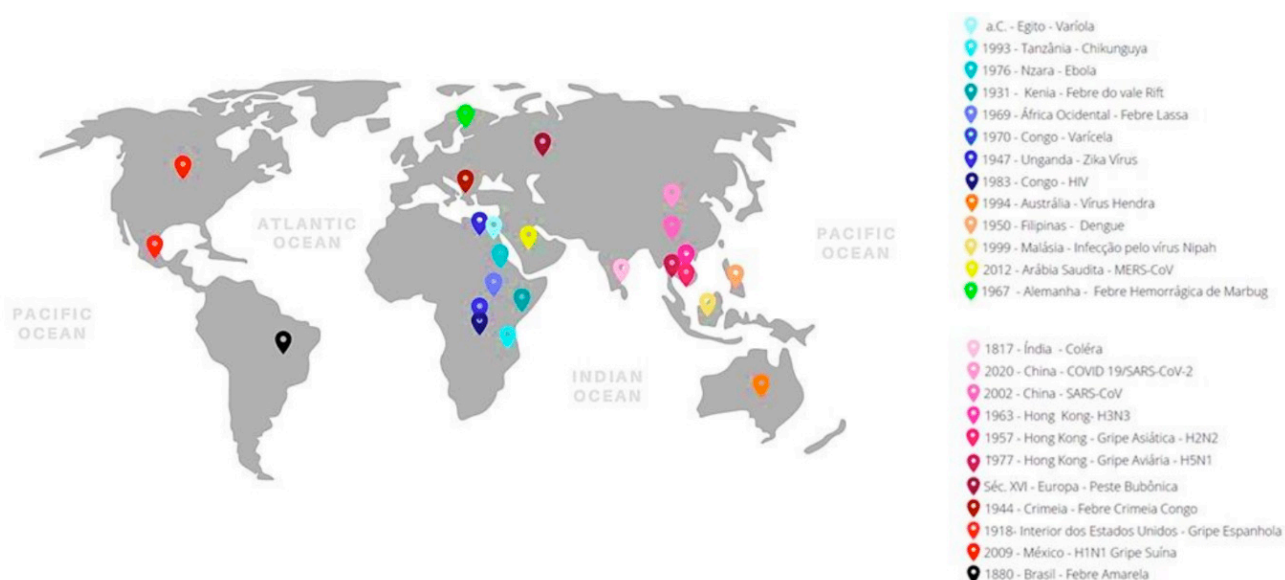 ATLANTIC
OCEAN
PACIFIC
OCEAN
PACIFIC
OCEAN
INDIAN
OCEAN
a.C. - Egito - Varíola
1993 - Tanzânia - Chikunguya
1976 - Nzara - Ebola
1931 - Kenia - Febre do vale Rift
1969 - África Ocidental - Febre Lassa
1970 - Congo - Varícela
1947 - Unganda - Zika Vírus
1983 - Congo - HIV
1994 - Austrália - Vírus Hendra
1950 - Filipinas - Dengue
1999 - Malásia - Infecção pelo vírus Nipah
2012 - Arábia Saudita - MERS-CoV
1967 - Alemanha - Febre Hemorrágica de Marbug
1817 - Índia - Coléra
2020 - China - COVID 19/SARS-CoV-2
2002 - China - SARS-CoV
1963 - Hong Kong- H3N3
1957 - Hong Kong - Gripe Asiática - H2N2
1977 - Hong Kong - Gripe Aviária - H5N1
Séc. XVI - Europa - Peste Bubônica
1944 - Crimeia - Febre Crimeia Congo
1918- Interior dos Estados Unidos - Gripe Espanhola
2009 - México - H1N1 Gripe Suína
1880 - Brasil - Febre Amarela